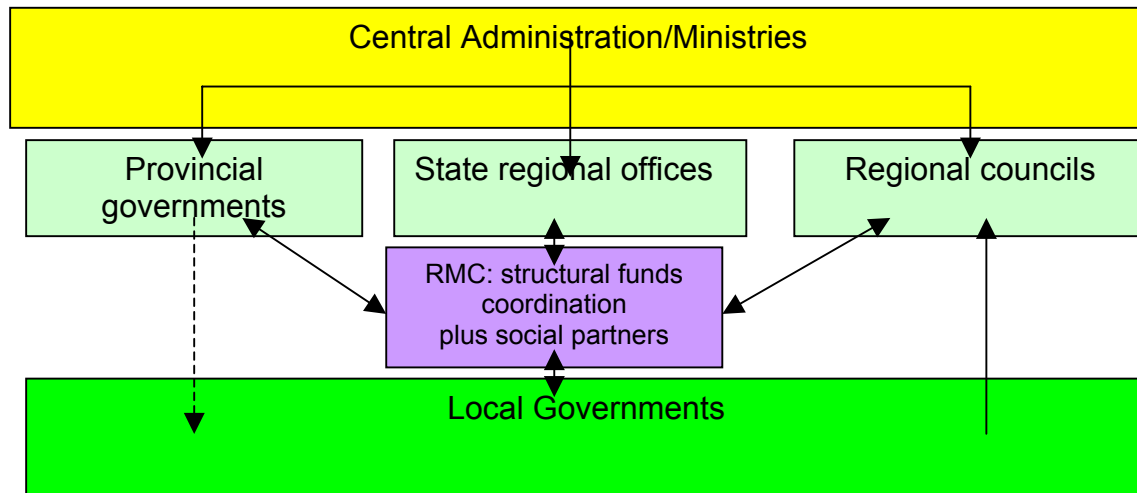 Central Administration/Ministries
Provincial
governments
State regional offices
Regional councils
RMC: structural funds
coordination
plus social partners
Local Governments